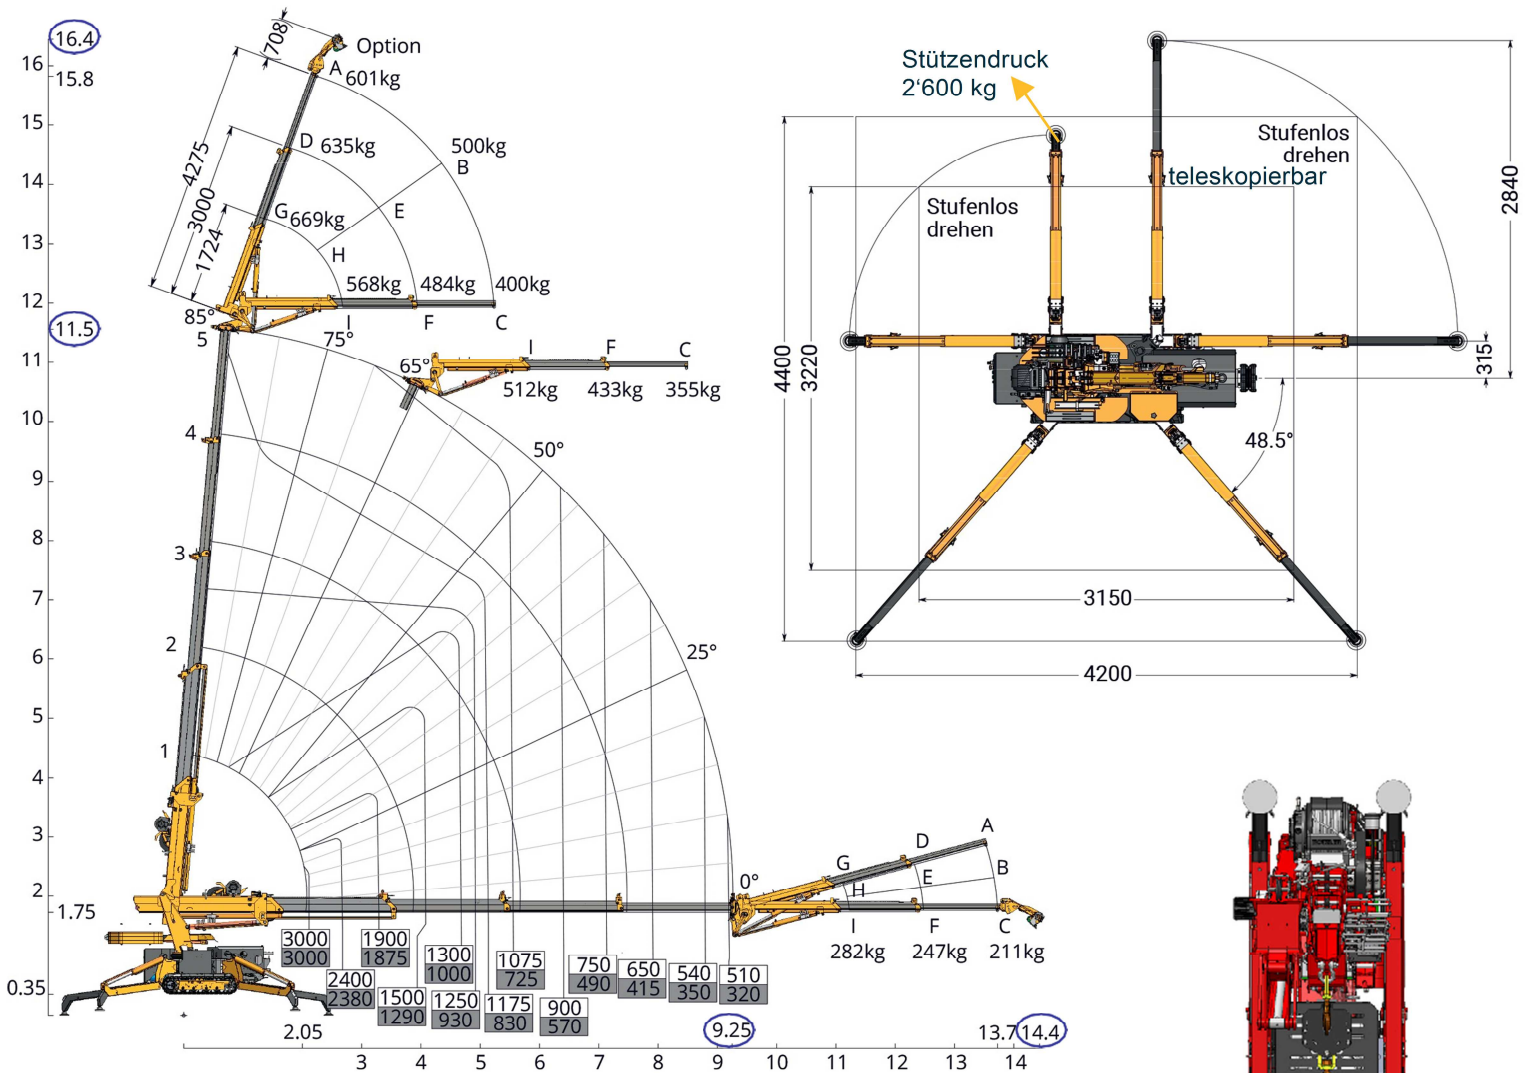 16.4
16
15.8
15
14
13
12
11.5
11
10
9
8
7
6
5
4
3
2
1.75
0.35
708
Option
A
601kg
4275
3000
1724
D
635kg
500kg
B
G
669kg
E
H
568kg
484kg
400kg
85°
I
F
C
5
75°
65°
I
F
C
512kg
433kg
355kg
4
50°
3
2
25°
1
0°
A
D
G
B
E
H
I
F
C
282kg
247kg
211kg
3000
3000
2400
2380
1900
1875
1500
1290
1300
1000
1250
930
1075
725
1175
830
900
570
750
490
650
415
540
350
510
320
2.05
9.25
13.7
14.4
3
4
5
6
7
8
9
10
11
12
13
14
Stützendruck
2‘600 kg
Stufenlos
drehen
teleskopierbar
Stufenlos
drehen
2840
4400
3220
315
48.5°
3150
4200